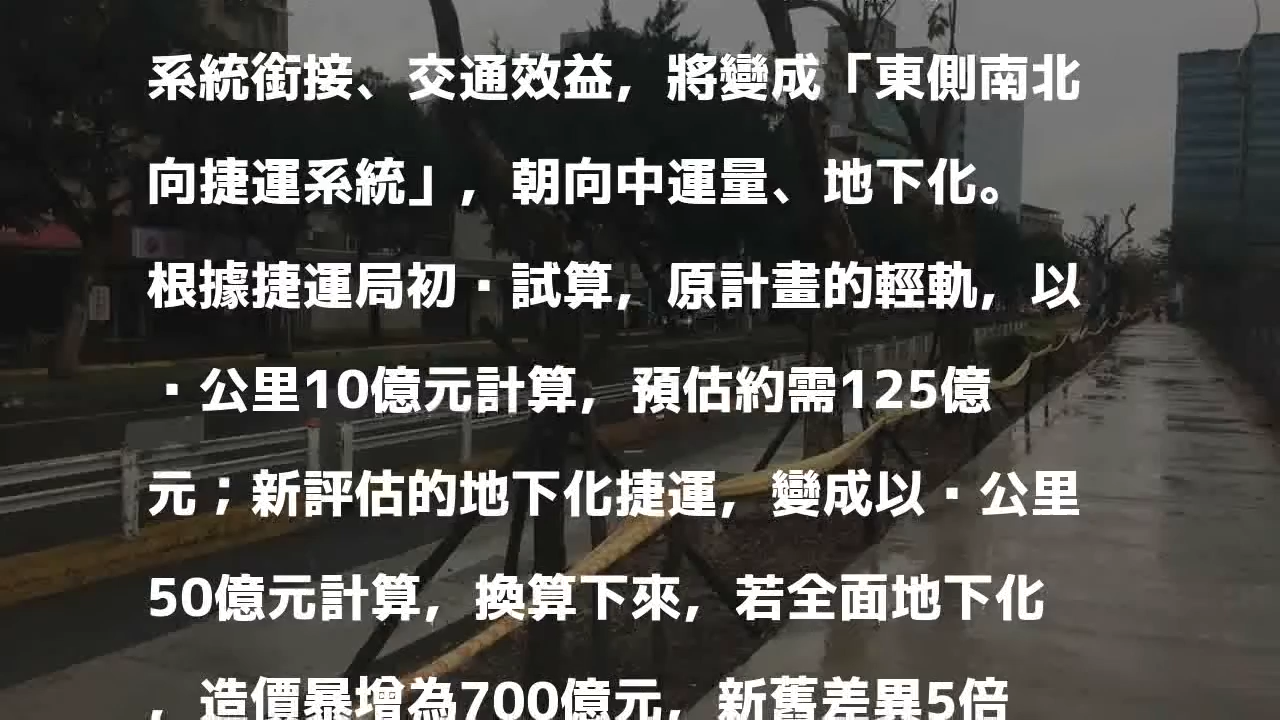 系統銜接、交通效益，將變成「東側南北
向捷運系統」，朝向中運量、地下化。
根據捷運局初·試算，原計畫的輕軌，以
·公里10億元計算，預估約需125億
元；新評估的地下化捷運，變成以·公里
50億元計算，換算下來，若全面地下化
，造價暴增為700億元，新舊差異5倍